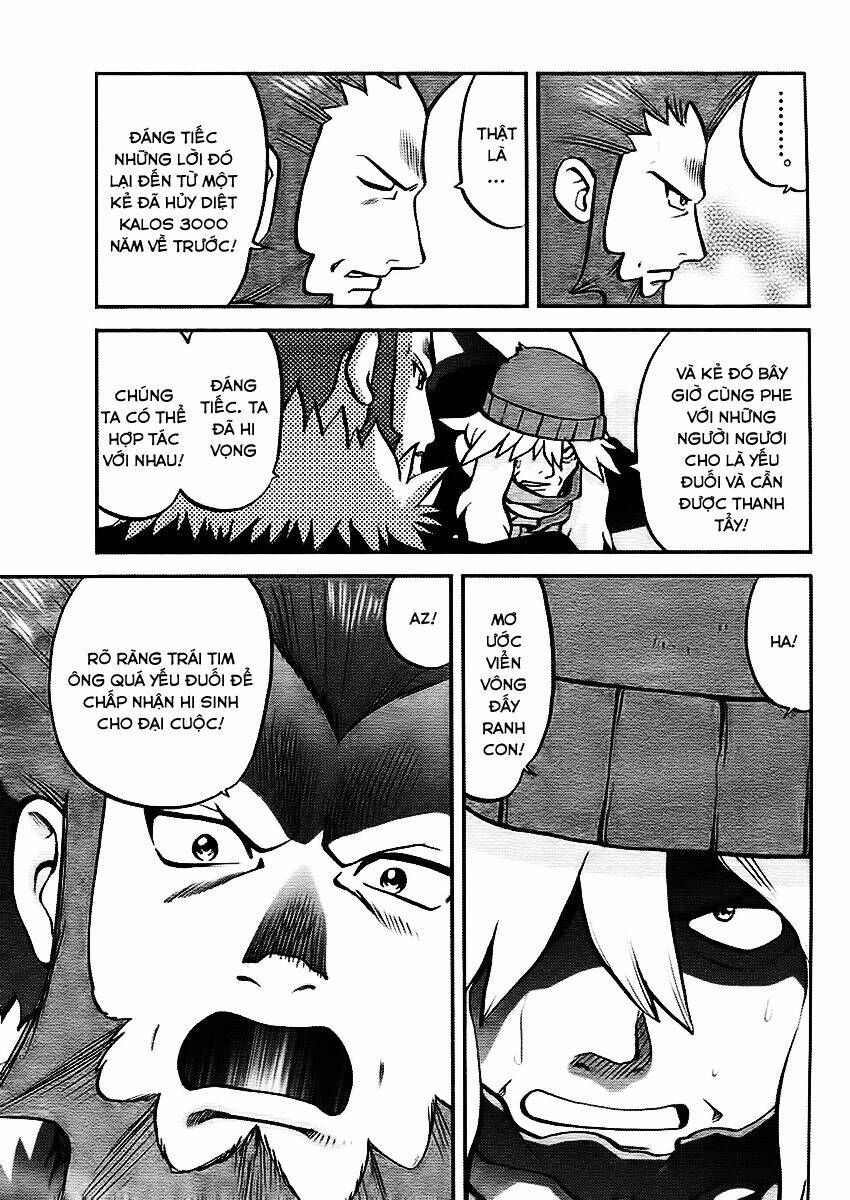 .......
THẬT
LÀ
...
ĐÁNG TIẾC
NHỮNG LỜI ĐÓ
LẠI ĐẾN TỪ MỘT
KẺ ĐÃ HỦY DIỆT
KALOS 3000
NĂM VỀ TRƯỚC!
VÀ KẺ ĐÓ BÂY
GIỜ CÙNG PHE
VỚI NHỮNG
NGƯỜI NGƯƠI
CHO LÀ YẾU
ĐUỐI VÀ CẦN
ĐƯỢC THANH
TẨY!
ĐÁNG
TIẾC. TA
ĐÃ HI
VỌNG
CHÚNG
TA CÓ THỂ
HỢP TÁC
VỚI NHAU!
HA!
MƠ
ƯỚC
VIỂN
VÔNG
ĐẤY
RANH
CON!
AZ!
RÕ RÀNG TRÁI TIM
ÔNG QUÁ YẾU ĐUỐI ĐỂ
CHẤP NHẬN HI SINH
CHO ĐẠI CUỘC!